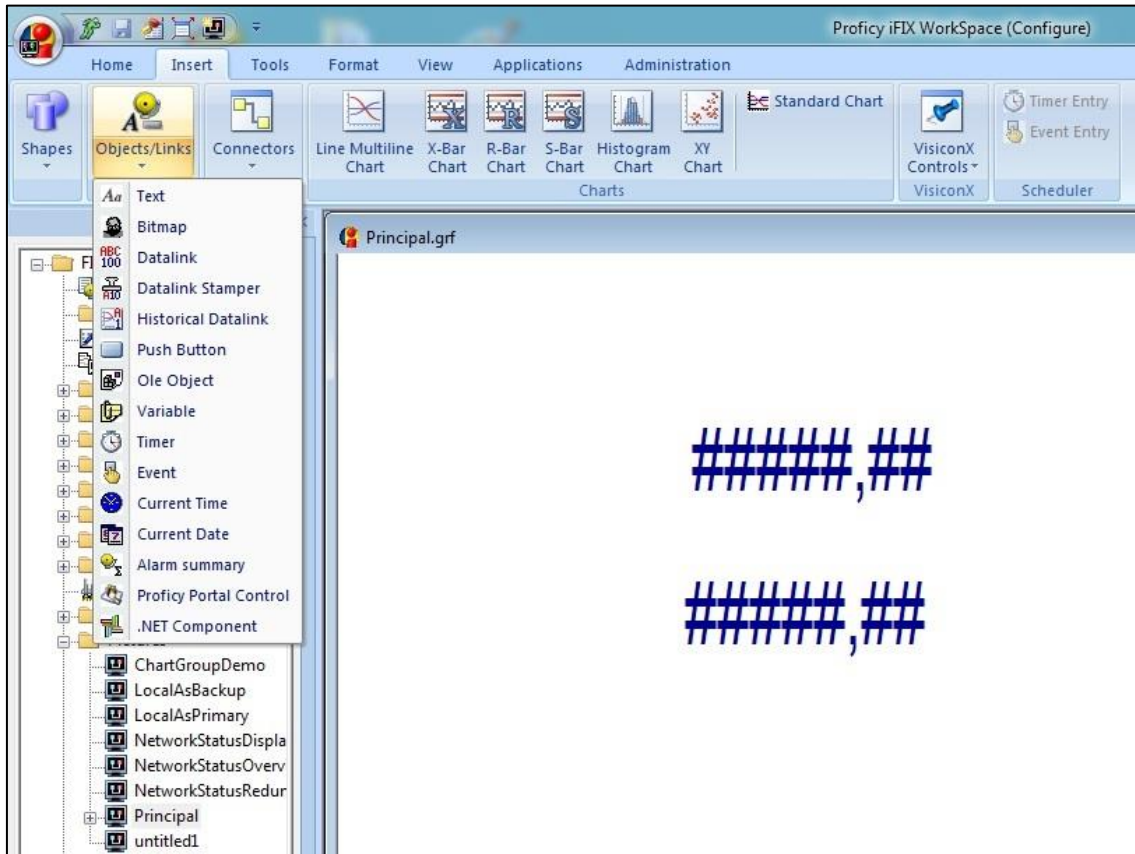 Proficy iFIX WorkSpace (Configure)
Home Insert Tools Format View Applications Administration
Shapes
Objects/Links
Connectors
Line Multiline
Chart
X-Bar
Chart
R-Bar
Chart
S-Bar
Chart
Histogram
Chart
XY
Chart
Standard Chart
Charts
VisiconX
Controls
VisiconX
Timer Entry
Event Entry
Scheduler
Text
Bitmap
Datalink
Datalink Stamper
Historical Datalink
Push Button
Ole Object
Variable
Timer
Event
Current Time
Current Date
Alarm summary
Proficy Portal Control
.NET Component
ChartGroupDemo
LocalAsBackup
LocalAsPrimary
NetworkStatusDispla
NetworkStatusOverv
NetworkStatusRedur
Principal
untitled1
Principal.grf
#####,##
#####,##